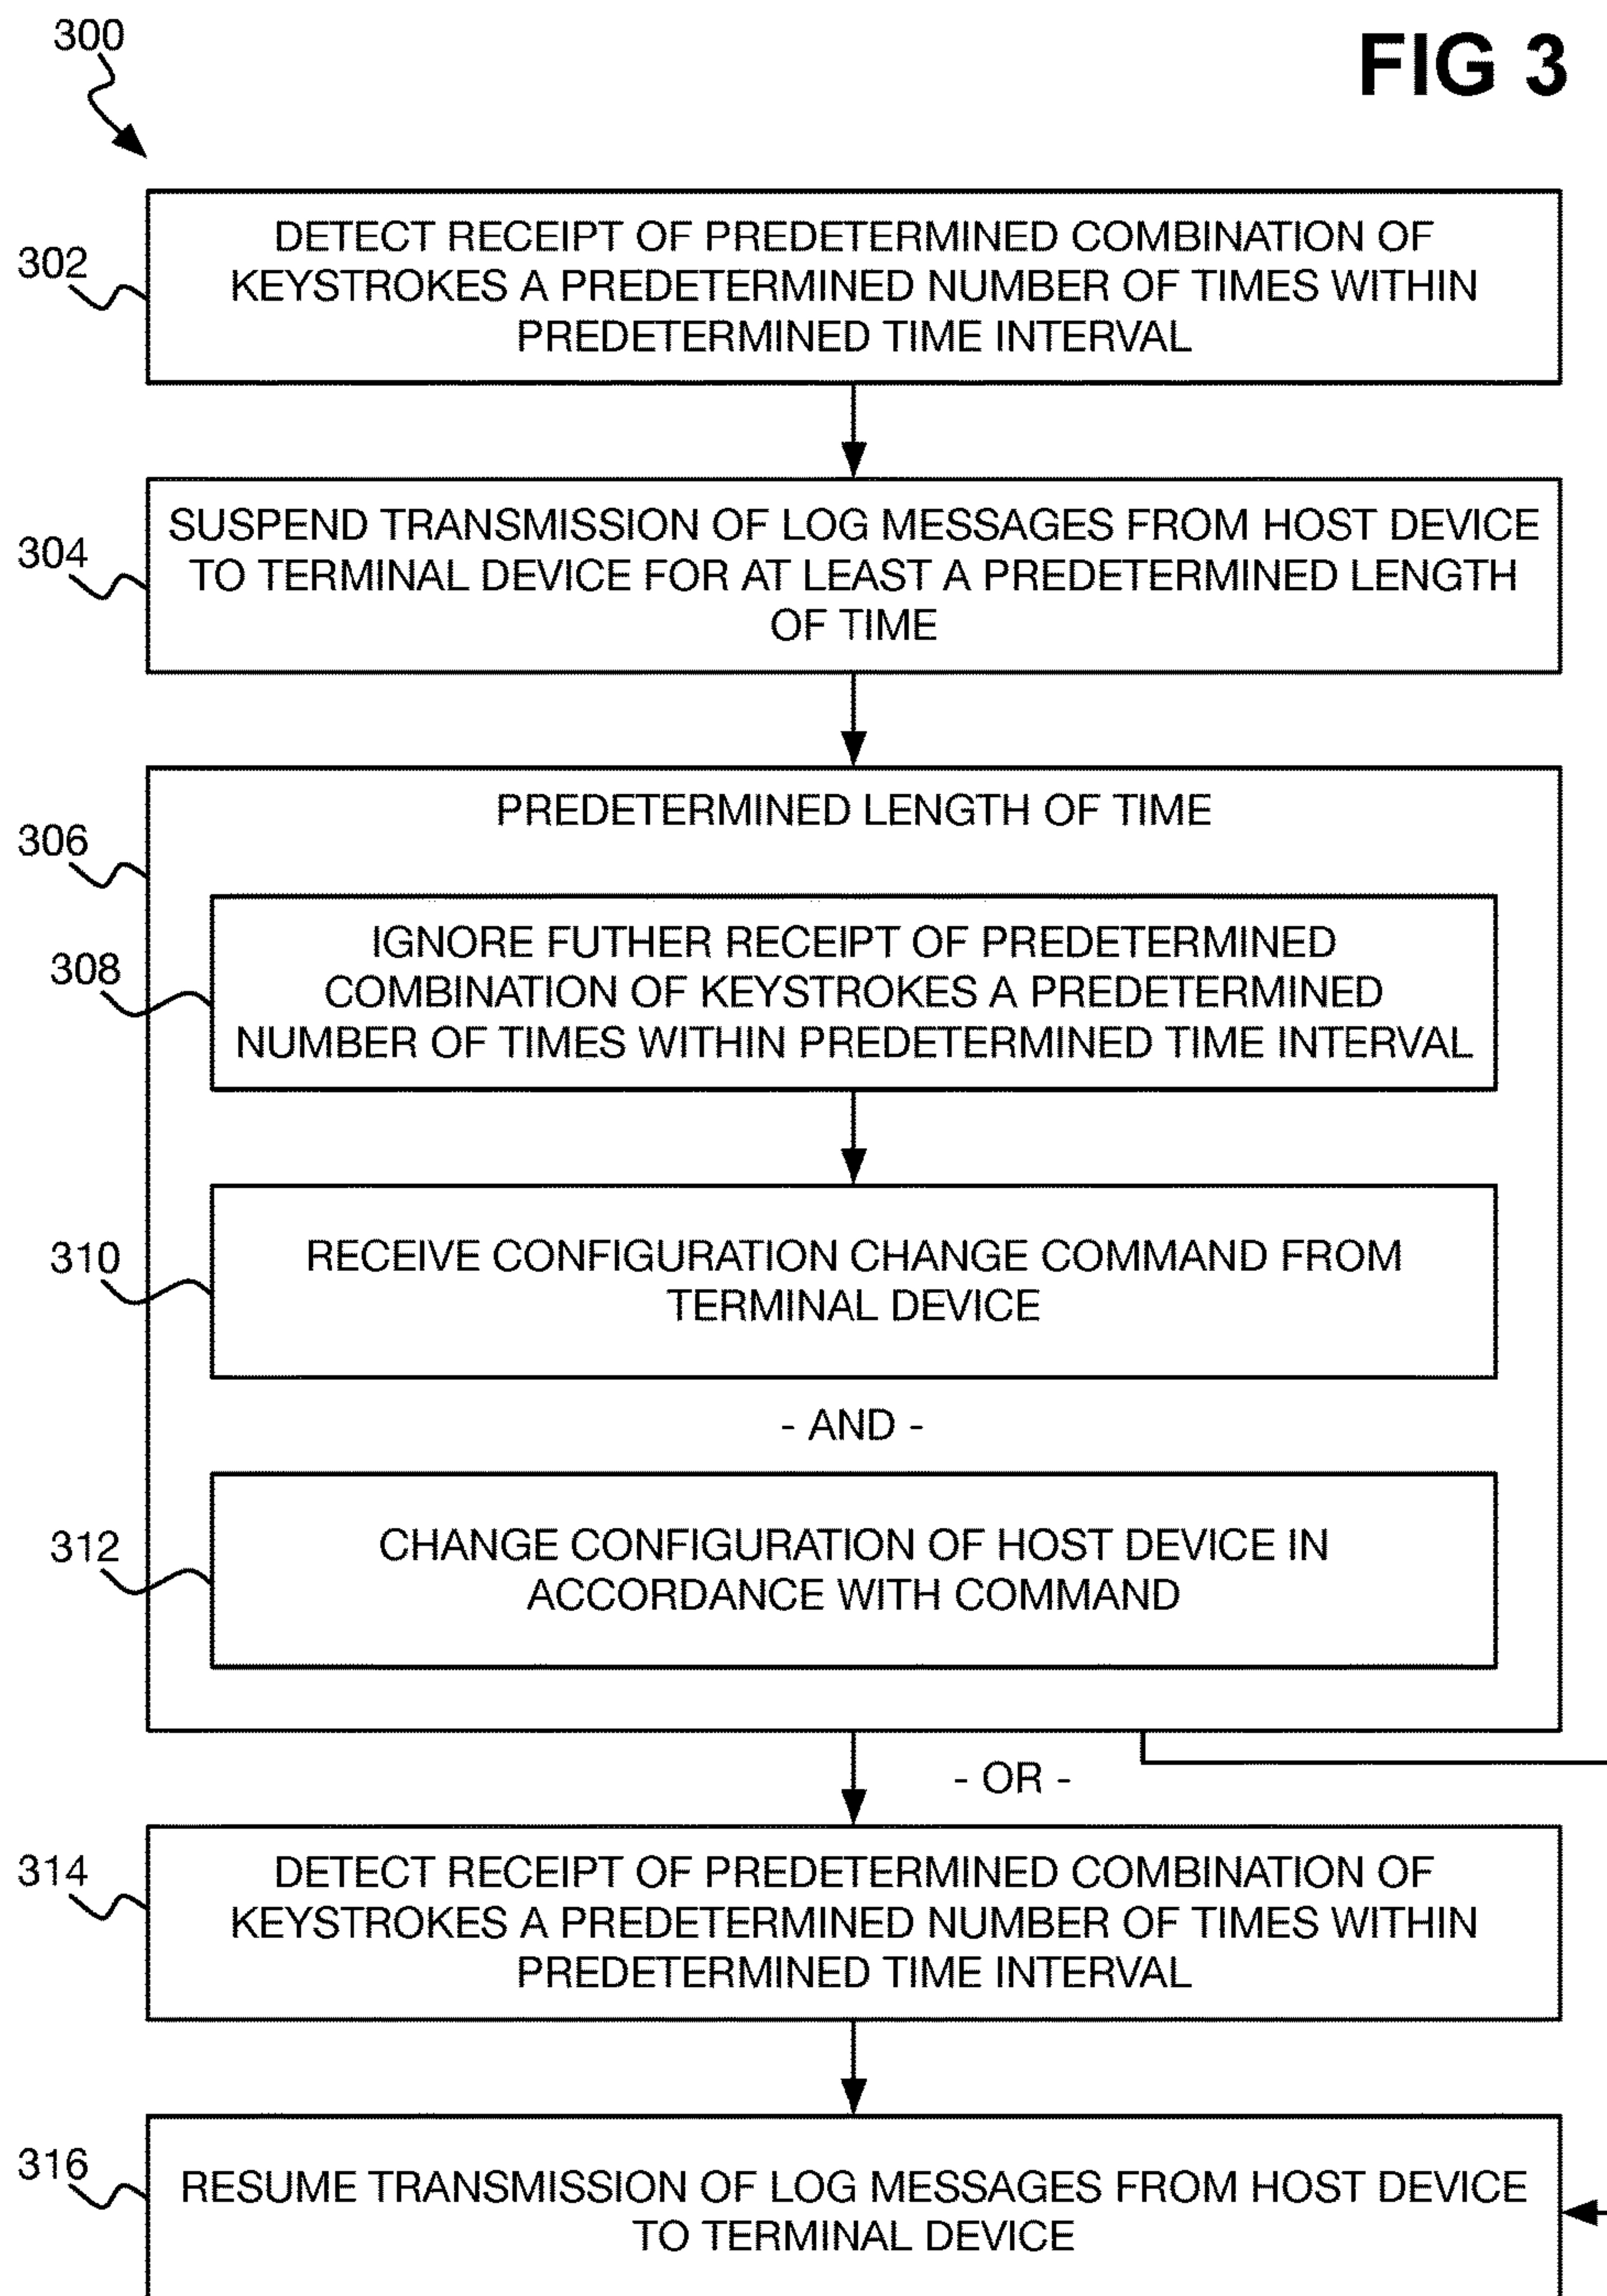 300
FIG 3
302
DETECT RECEIPT OF PREDETERMINED COMBINATION OF
KEYSTROKES A PREDETERMINED NUMBER OF TIMES WITHIN
PREDETERMINED TIME INTERVAL
304
SUSPEND TRANSMISSION OF LOG MESSAGES FROM HOST DEVICE
TO TERMINAL DEVICE FOR AT LEAST A PREDETERMINED LENGTH
OF TIME
306
PREDETERMINED LENGTH OF TIME
308
IGNORE FUTHER RECEIPT OF PREDETERMINED
COMBINATION OF KEYSTROKES A PREDETERMINED
NUMBER OF TIMES WITHIN PREDETERMINED TIME INTERVAL
310
RECEIVE CONFIGURATION CHANGE COMMAND FROM
TERMINAL DEVICE
- AND -
312
CHANGE CONFIGURATION OF HOST DEVICE IN
ACCORDANCE WITH COMMAND
- OR -
314
DETECT RECEIPT OF PREDETERMINED COMBINATION OF
KEYSTROKES A PREDETERMINED NUMBER OF TIMES WITHIN
PREDETERMINED TIME INTERVAL
316
RESUME TRANSMISSION OF LOG MESSAGES FROM HOST DEVICE
TO TERMINAL DEVICE